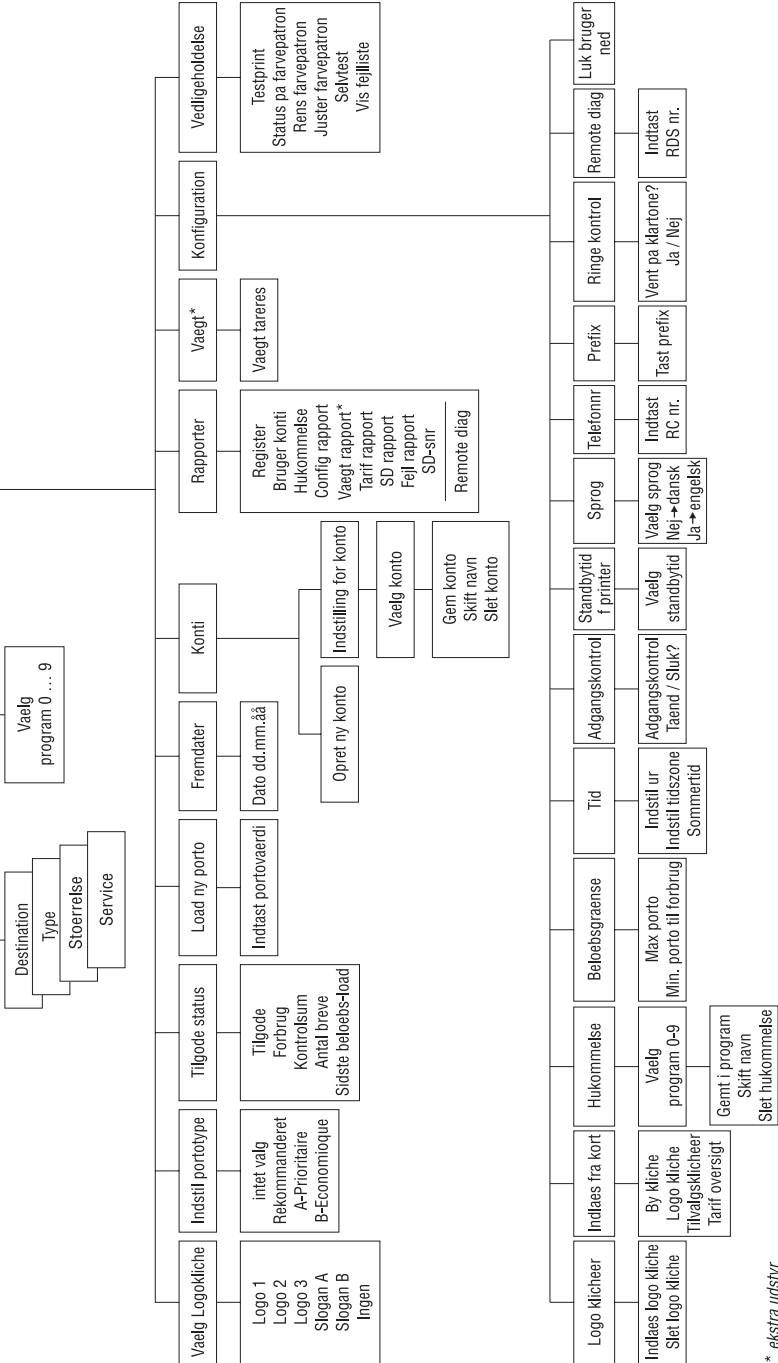 Vaelg
program 0 ... 9
Destination
Type
Stoerrelse
Service
Vaelg Logokliche
Logo 1
Logo 2
Logo 3
Slogan A
Slogan B
Ingen
Indstil portotype
intet valg
Rekommanderet
A-Prioritaire
B-Economioque
Tilgode status
Tilgode
Forbrug
Kontrolsum
Antal breve
Sidste beloebs-load
Load ny porto
Indtast portovaerdi
Fremdater
Dato dd.mm.åå
Konti
Opret ny konto
Indstilling for konto
Vaelg konto
Gem konto
Skift navn
Slet konto
Rapporter
Register
Bruger konti
Hukommelse
Config rapport
Vaegt rapport*
Tarif rapport
SD rapport
Fejl rapport
SD-snr
Remote diag
Vaegt*
Vaegt tareres
Konfiguration
Vedligeholdelse
Testprint
Status pa farvepatron
Rens farvepatron
Juster farvepatron
Selvtest
Vis fejlliste
Logo klicheer
Indlaes logo kliche
Slet logo kliche
Indlaes fra kort
By kliche
Logo kliche
Tilvalgsklicheer
Tarif oversigt
Hukommelse
Vaelg
program 0-9
Gemt i program
Skift navn
Slet hukommelse
Beloebsgraense
Max porto
Min. porto til forbrug
Tid
Indstil ur
Indstil tidszone
Sommertid
Adgangskontrol
Adgangskontrol
Taend / Sluk?
Standbytid
f printer
Vaelg
standbytid
Sprog
Vaelg sprog
Nej→dansk
Ja→engelsk
Telefonnr
Indtast
RC nr.
Prefix
Tast prefix
Ringe kontrol
Vent pa klartone?
Ja / Nej
Remote diag
Indtast
RDS nr.
Luk bruger
ned
* ekstra udstyr